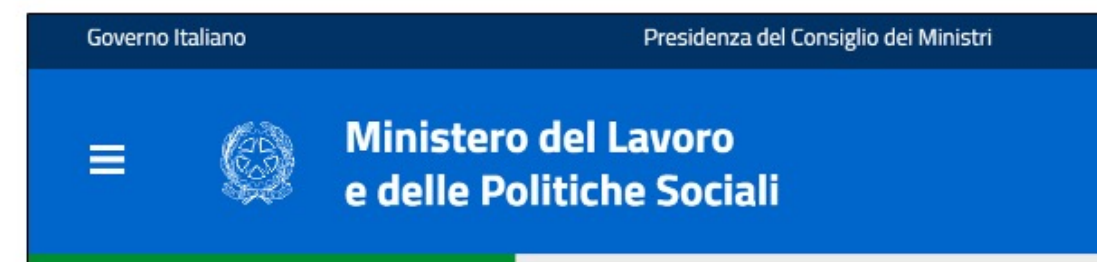 Governo Italiano
Presidenza del Consiglio dei Ministri
Ministero del Lavoro
e delle Politiche Sociali